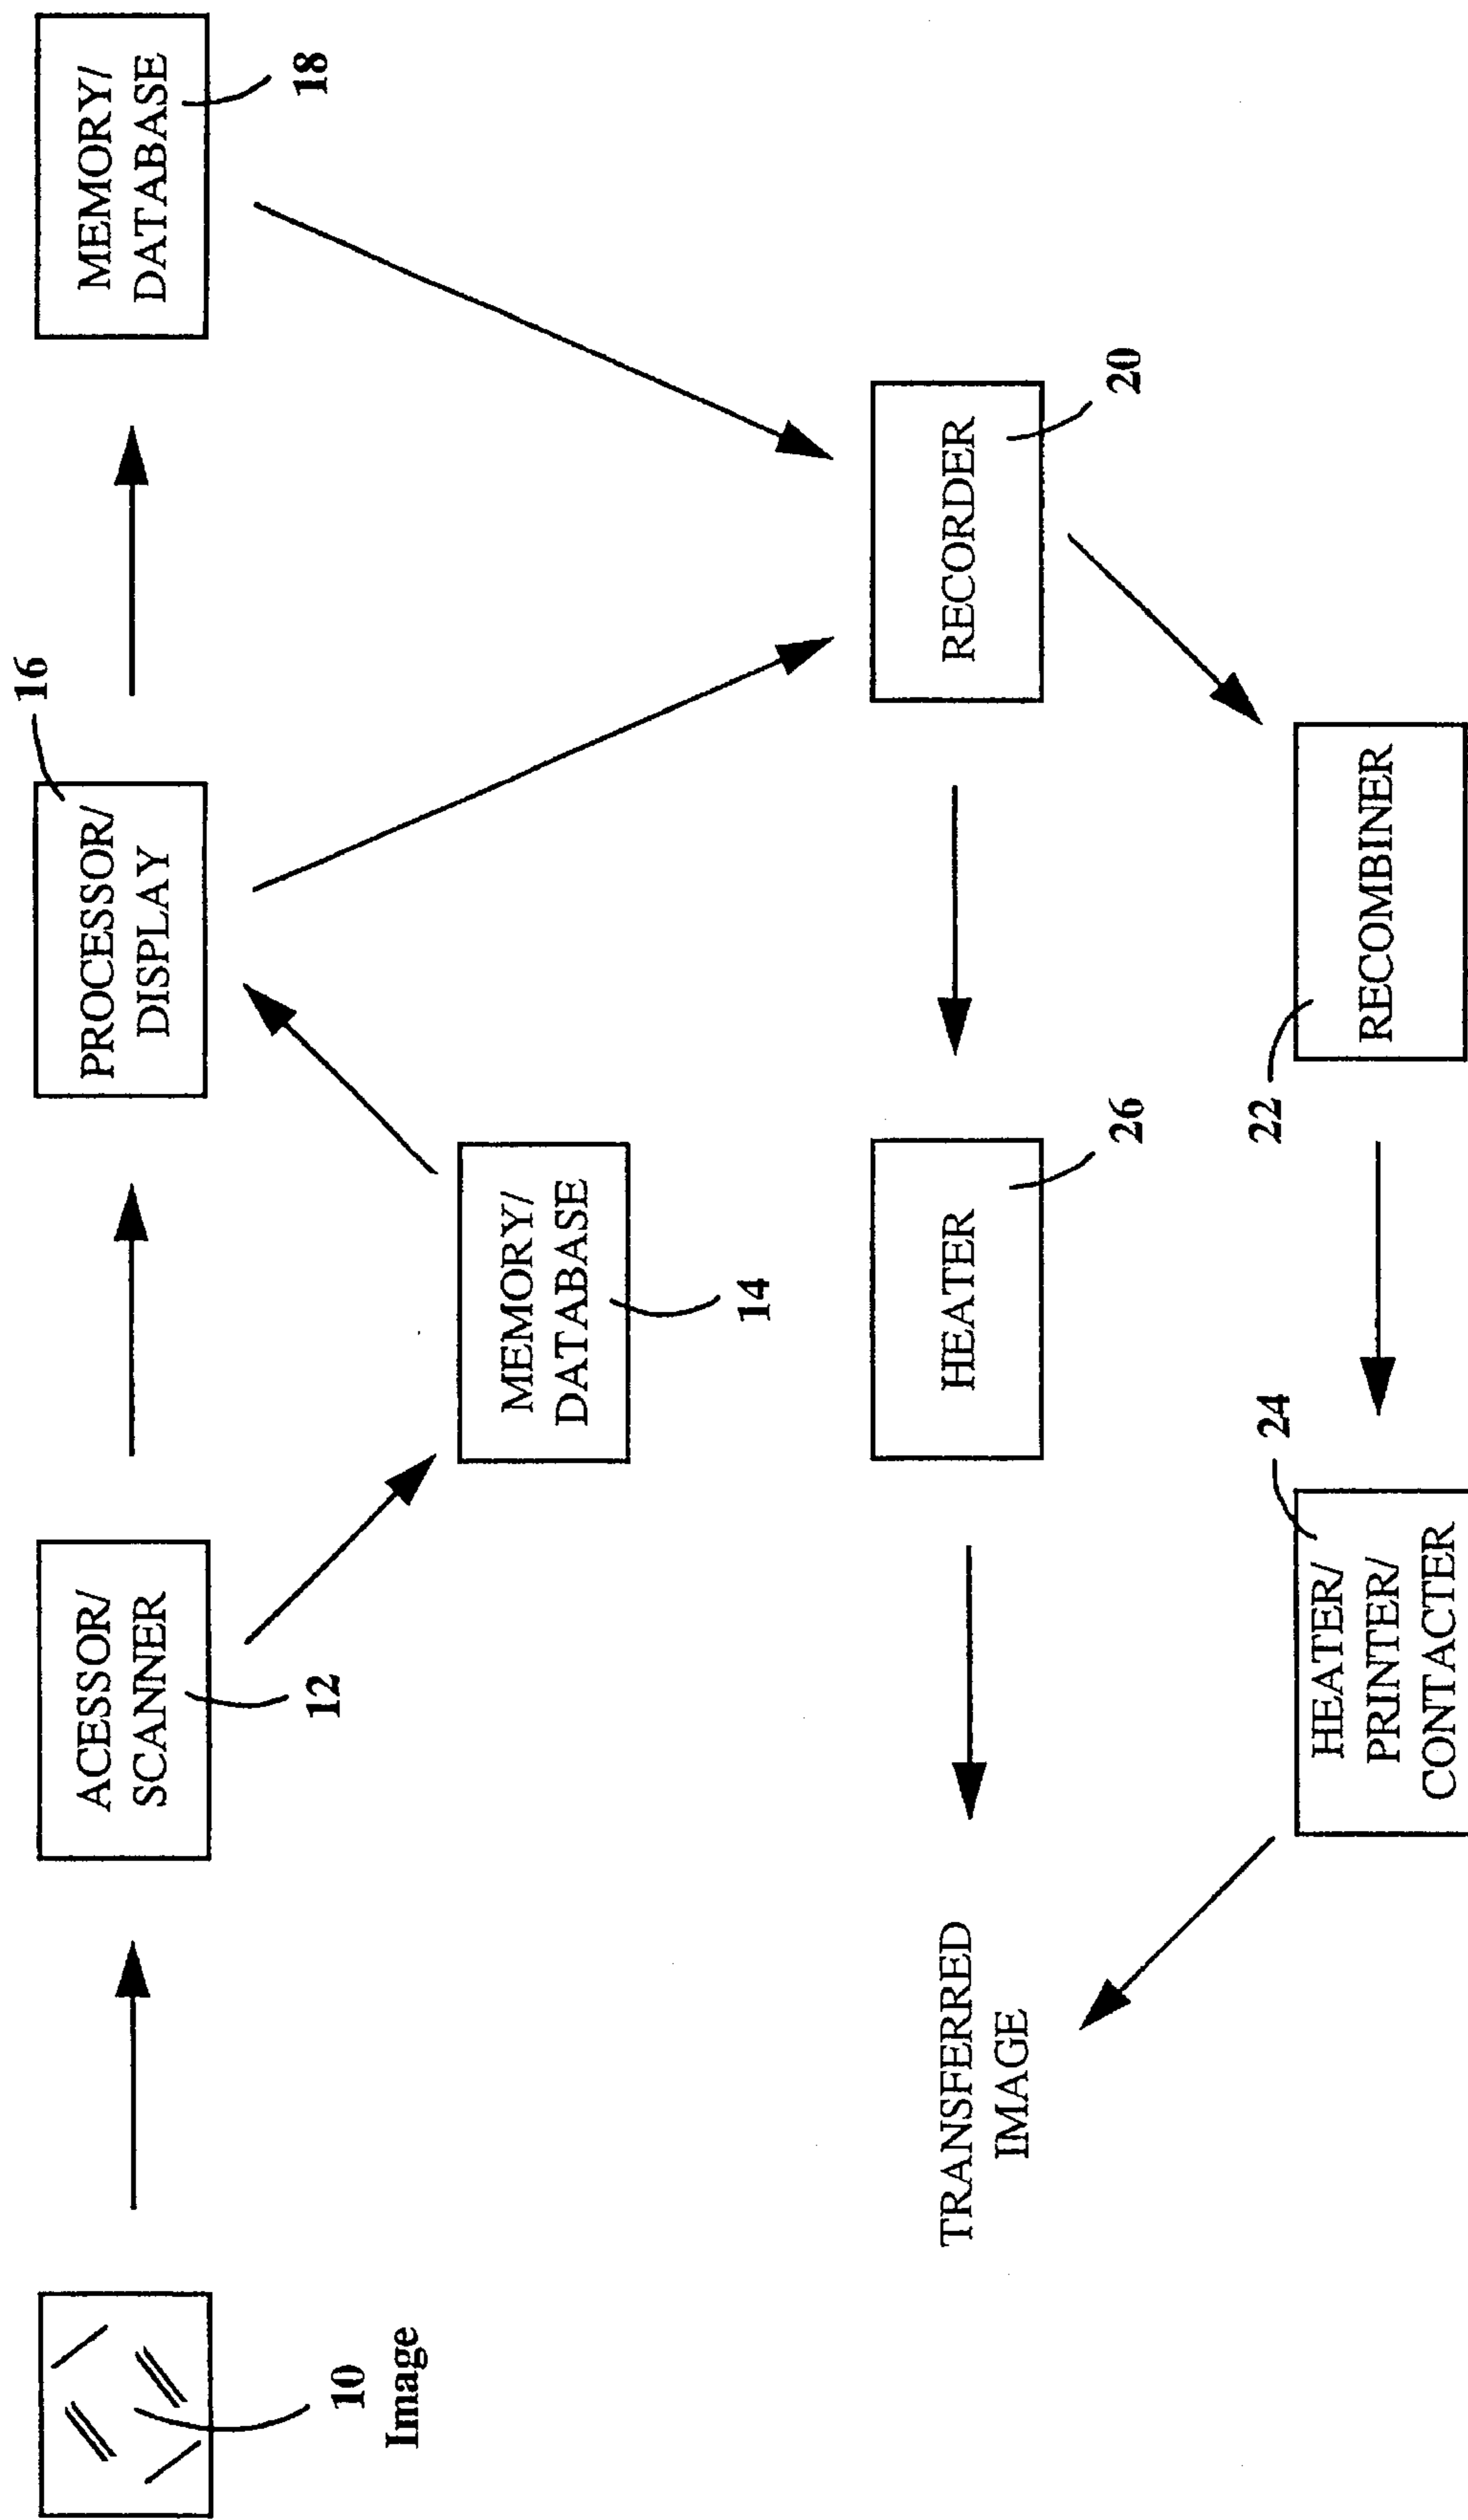 10
Image
ACESSOR/
SCANNER
12
MEMORY/
DATABASE
14
16
PROCESSOR/
DISPLAY
MEMORY/
DATABASE
18
RECORDER
20
HEATER
26
TRANSFERRED
IMAGE
22
RECOMBINER
24
HEATER/
PRINTER/
CONTACTER